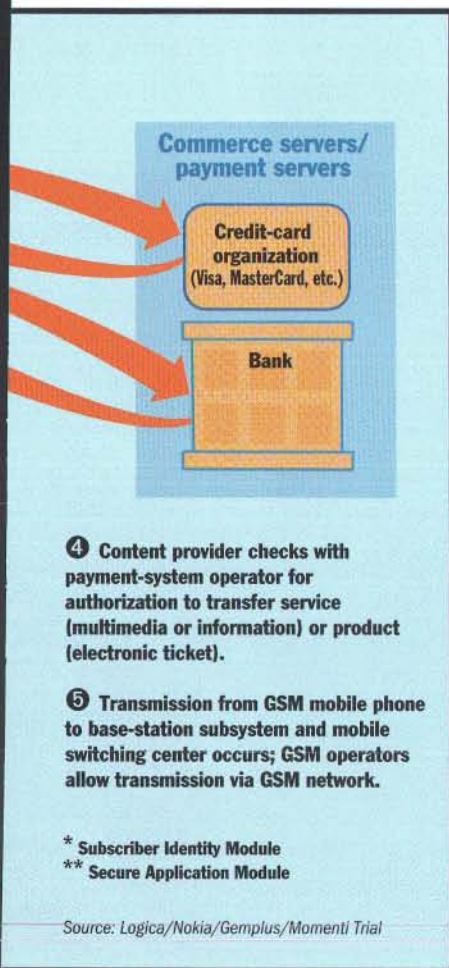 Commerce servers/
payment servers
Credit-card
organization
(Visa, MasterCard, etc.)
Bank
❹ Content provider checks with
payment-system operator for
authorization to transfer service
(multimedia or information) or product
(electronic ticket).
❺ Transmission from GSM mobile phone
to base-station subsystem and mobile
switching center occurs; GSM operators
allow transmission via GSM network.
* Subscriber Identity Module
** Secure Application Module
Source: Logica/Nokia/Gemplus/Momenti Trial